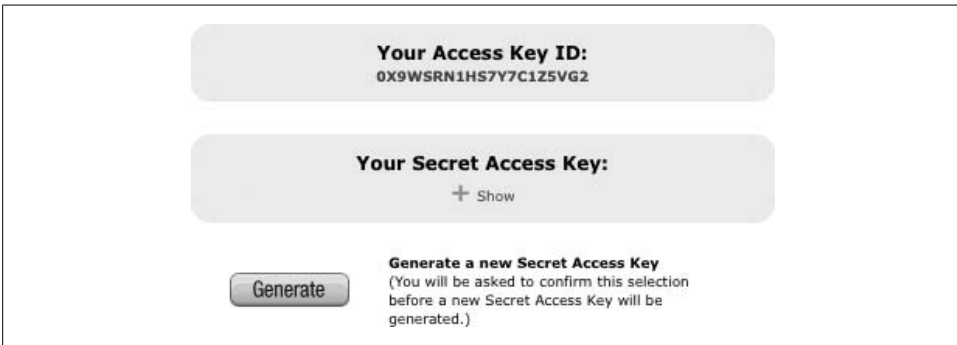 Your Access Key ID:
0X9WSRN1HS7Y7C1Z5VG2
Your Secret Access Key:
+ Show
Generate
Generate a new Secret Access Key
(You will be asked to confirm this selection
before a new Secret Access Key will be
generated.)